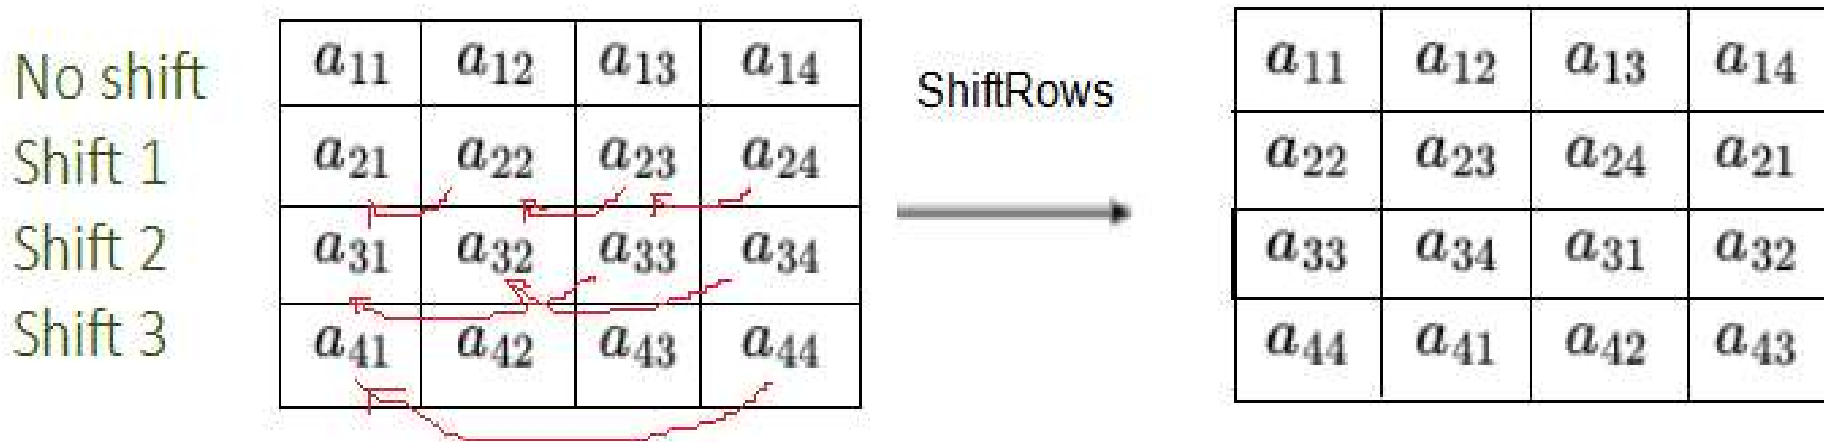 No shift a₁₁ a₁₂ a₁₃ a₁₄ ShiftRows a₁₁ a₁₂ a₁₃ a₁₄
Shift 1 a₂₁ a₂₂ a₂₃ a₂₄ a₂₂ a₂₃ a₂₄ a₂₁
Shift 2 a₃₁ a₃₂ a₃₃ a₃₄ a₃₃ a₃₄ a₃₁ a₃₂
Shift 3 a₄₁ a₄₂ a₄₃ a₄₄ a₄₄ a₄₁ a₄₂ a₄₃